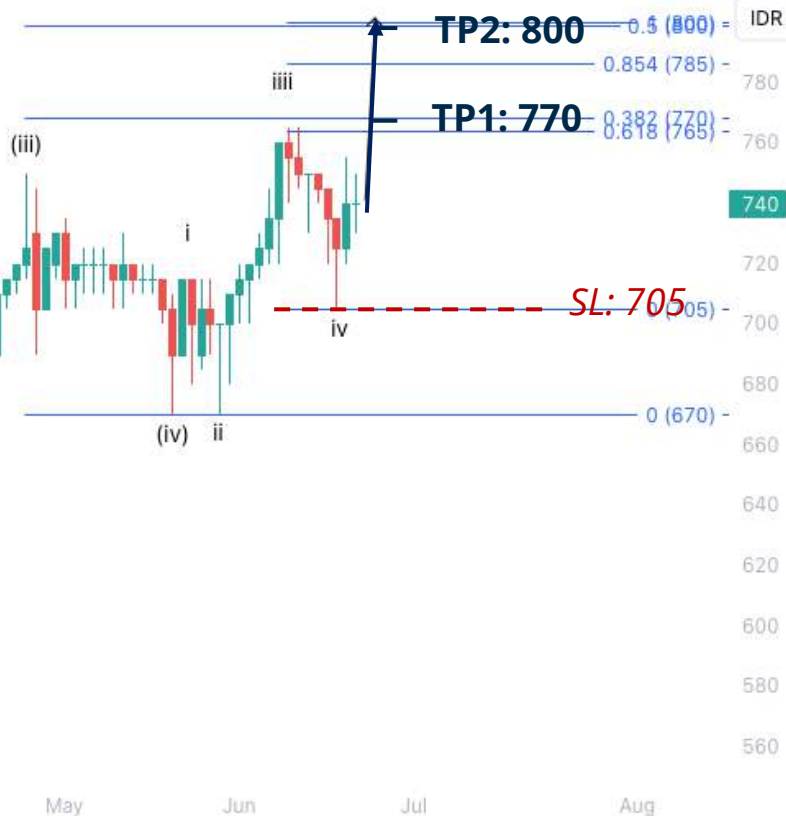 IDR
TP2: 800
0.5 (800)
0.854 (785)
780
iiii
TP1: 770
0.382 (770)
0.618 (765)
760
(iii)
740
i
720
SL: 705
0 (705)
700
iv
680
0 (670)
(iv)
ii
660
640
620
600
580
560
May
Jun
Jul
Aug